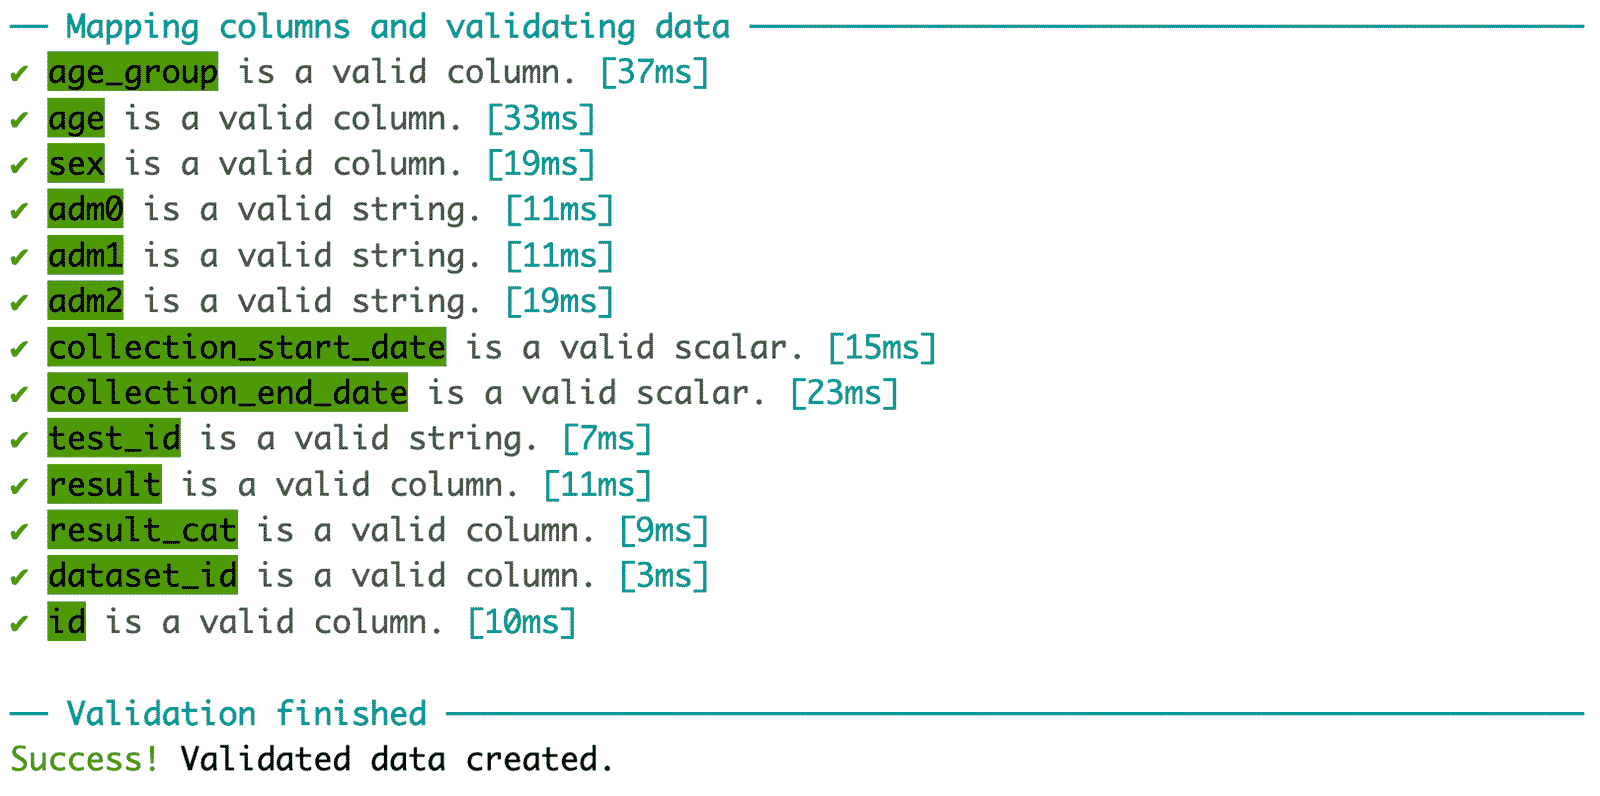 Mapping columns and validating data
✔ age_group is a valid column. [37ms]
✔ age is a valid column. [33ms]
✔ sex is a valid column. [19ms]
✔ adm0 is a valid string. [11ms]
✔ adm1 is a valid string. [11ms]
✔ adm2 is a valid string. [19ms]
✔ collection_start_date is a valid scalar. [15ms]
✔ collection_end_date is a valid scalar. [23ms]
✔ test_id is a valid string. [7ms]
✔ result is a valid column. [11ms]
✔ result_cat is a valid column. [9ms]
✔ dataset_id is a valid column. [3ms]
✔ id is a valid column. [10ms]
Validation finished
Success! Validated data created.